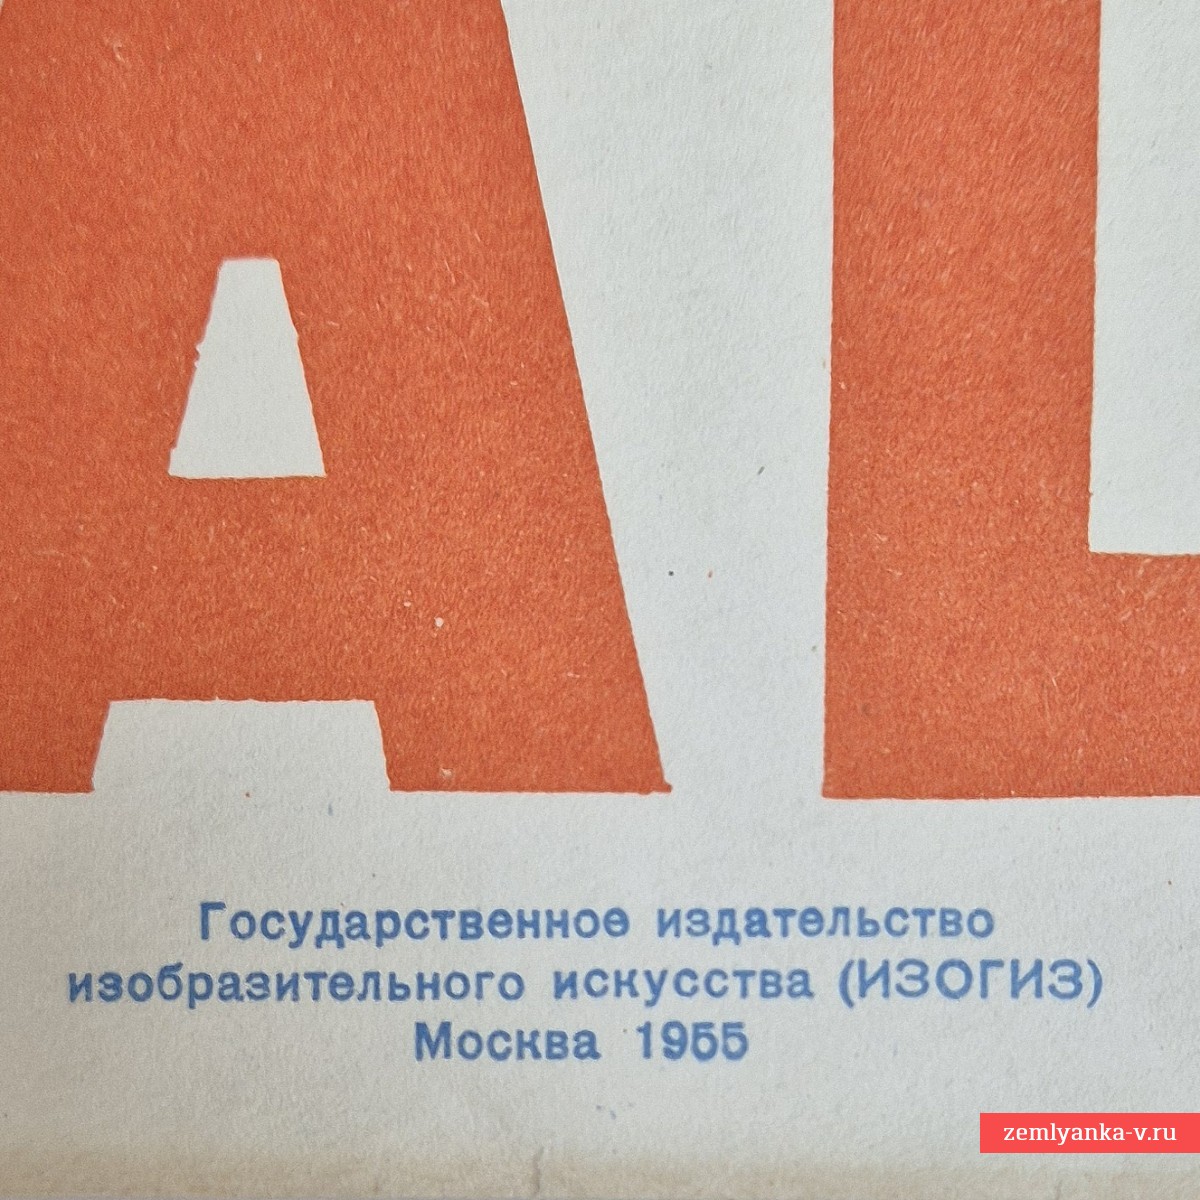 А
Государственное издательство
изобразительного искусства (ИЗОГИЗ)
Москва 1955
zemlyanka-v.ru